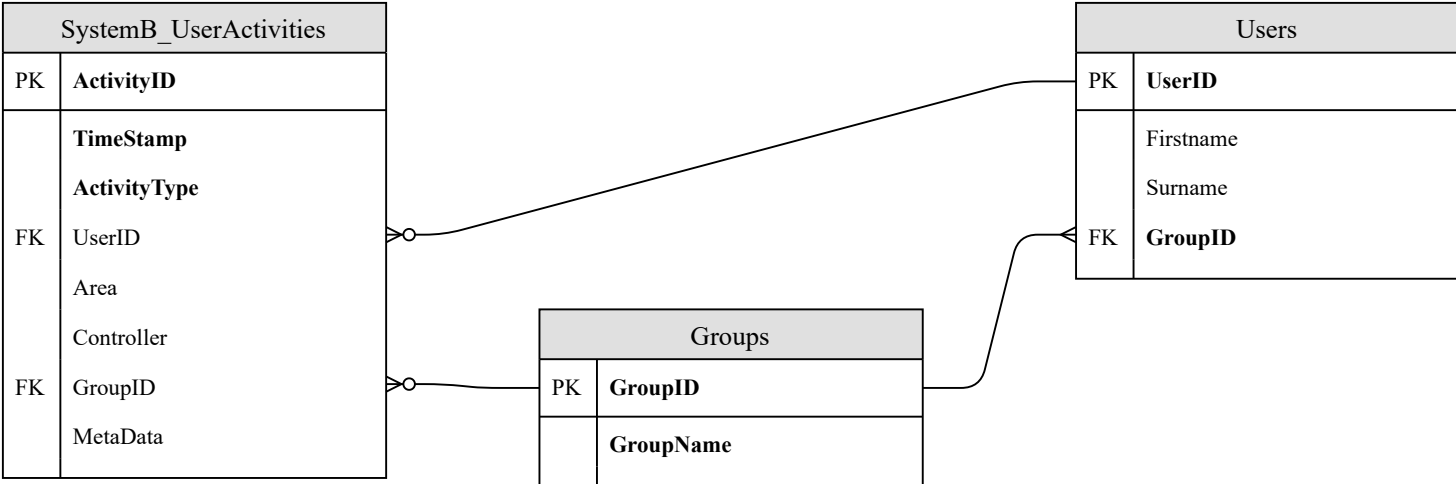 SystemB_UserActivities
PK ActivityID
TimeStamp
ActivityType
FK UserID
Area
Controller
FK GroupID
MetaData
Groups
PK GroupID
GroupName
Users
PK UserID
Firstname
Surname
FK GroupID